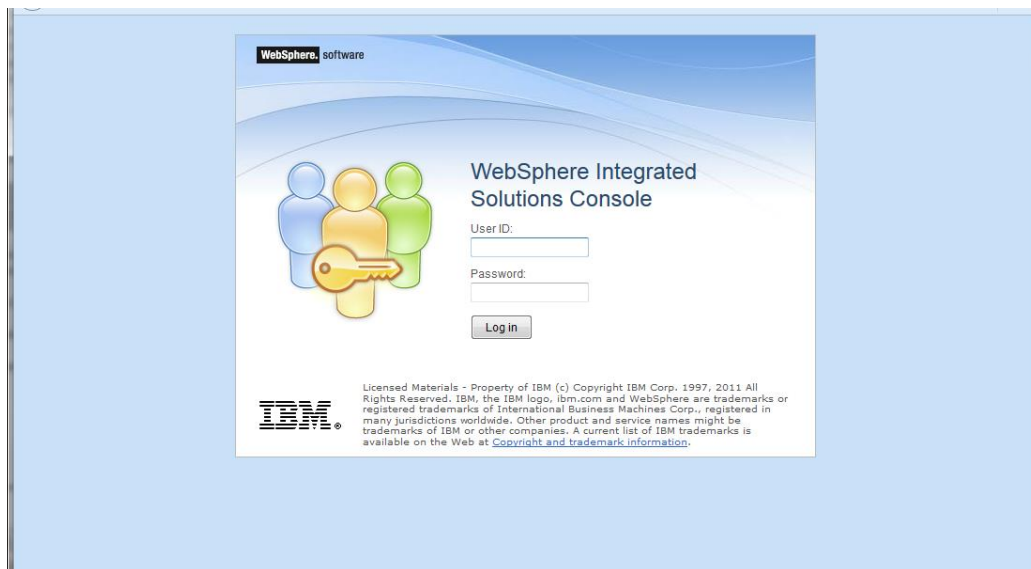 WebSphere. software
WebSphere Integrated
Solutions Console
User ID:
Password:
Log in
Licensed Materials - Property of IBM (c) Copyright IBM Corp. 1997, 2011 All
Rights Reserved. IBM, the IBM logo, ibm.com and WebSphere are trademarks or
registered trademarks of International Business Machines Corp., registered in
many jurisdictions worldwide. Other product and service names might be
trademarks of IBM or other companies. A current list of IBM trademarks is
available on the Web at Copyright and trademark information.
IBM®